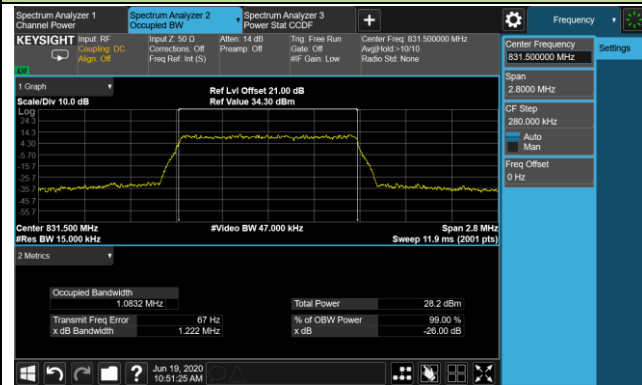 Spectrum Analyzer 1
Channel Power
Spectrum Analyzer 2
Occupied BW
Spectrum Analyzer 3
Power Stat CCDF
+
Frequency
KEYSIGHT
Input: RF
Coupling: DC
Align: Off
Input Z: 50 Ω
Corrections: Off
Freq Ref: Int (S)
Atten: 14 dB
Preamp: Off
Trig: Free Run
Gate: Off
#IF Gain: Low
Center Freq: 831.500000 MHz
Avg|Hold:>10/10
Radio Std: None
Center Frequency
831.500000 MHz
Settings
Span
2.8000 MHz
CF Step
280.000 kHz
Auto
Man
Freq Offset
0 Hz
1 Graph
Scale/Div 10.0 dB
Ref Lvl Offset 21.00 dB
Ref Value 34.30 dBm
Log
24.3
14.3
4.30
-5.70
-15.7
-25.7
-35.7
-45.7
-55.7
Center 831.500 MHz
#Video BW 47.000 kHz
Span 2.8 MHz
#Res BW 15.000 kHz
Sweep 11.9 ms (2001 pts)
2 Metrics
Occupied Bandwidth
1.0832 MHz
Total Power 28.2 dBm
Transmit Freq Error 67 Hz
% of OBW Power 99.00 %
x dB Bandwidth 1.222 MHz
x dB -26.00 dB
?
Jun 19, 2020
10:51:25 AM